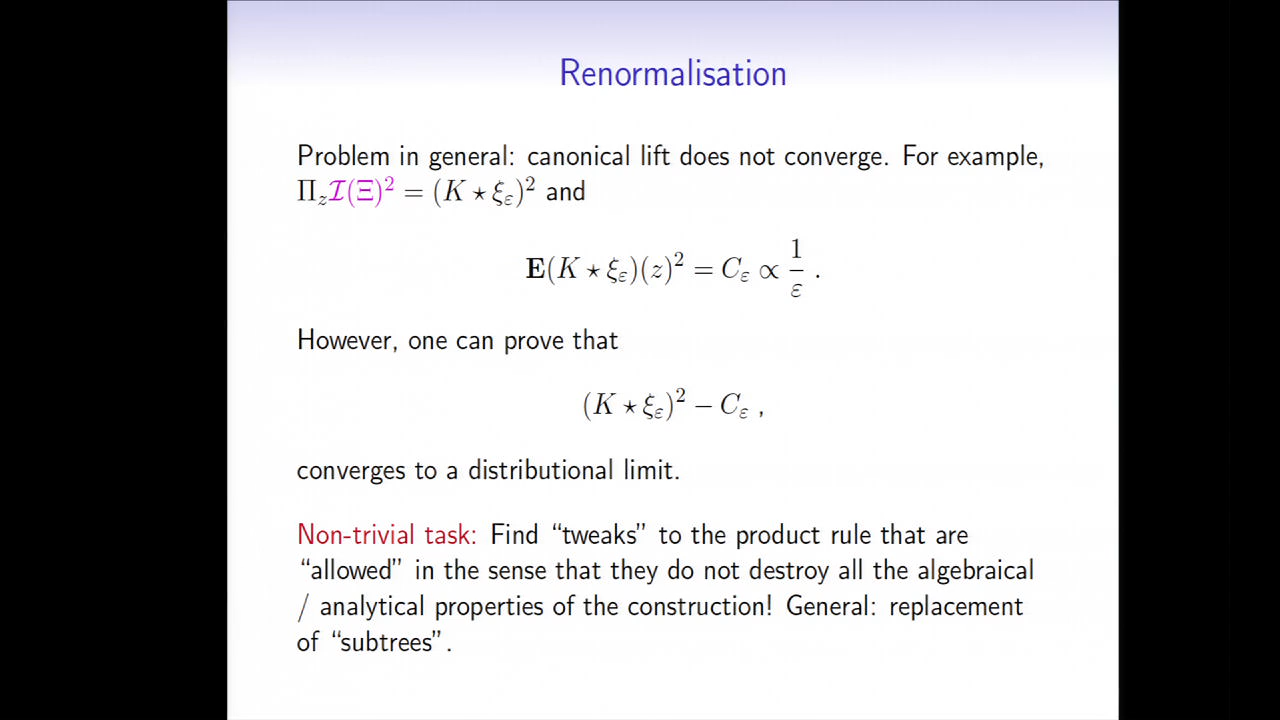 Renormalisation
Problem in general: canonical lift does not converge. For example,
Π_z𝓘(Ξ)² = (K ⋆ ξ_ε)² and
𝐄(K ⋆ ξ_ε)(z)² = C_ε ∝ 1/ε .
However, one can prove that
(K ⋆ ξ_ε)² − C_ε ,
converges to a distributional limit.
Non-trivial task: Find “tweaks” to the product rule that are
“allowed” in the sense that they do not destroy all the algebraical
/ analytical properties of the construction! General: replacement
of “subtrees”.